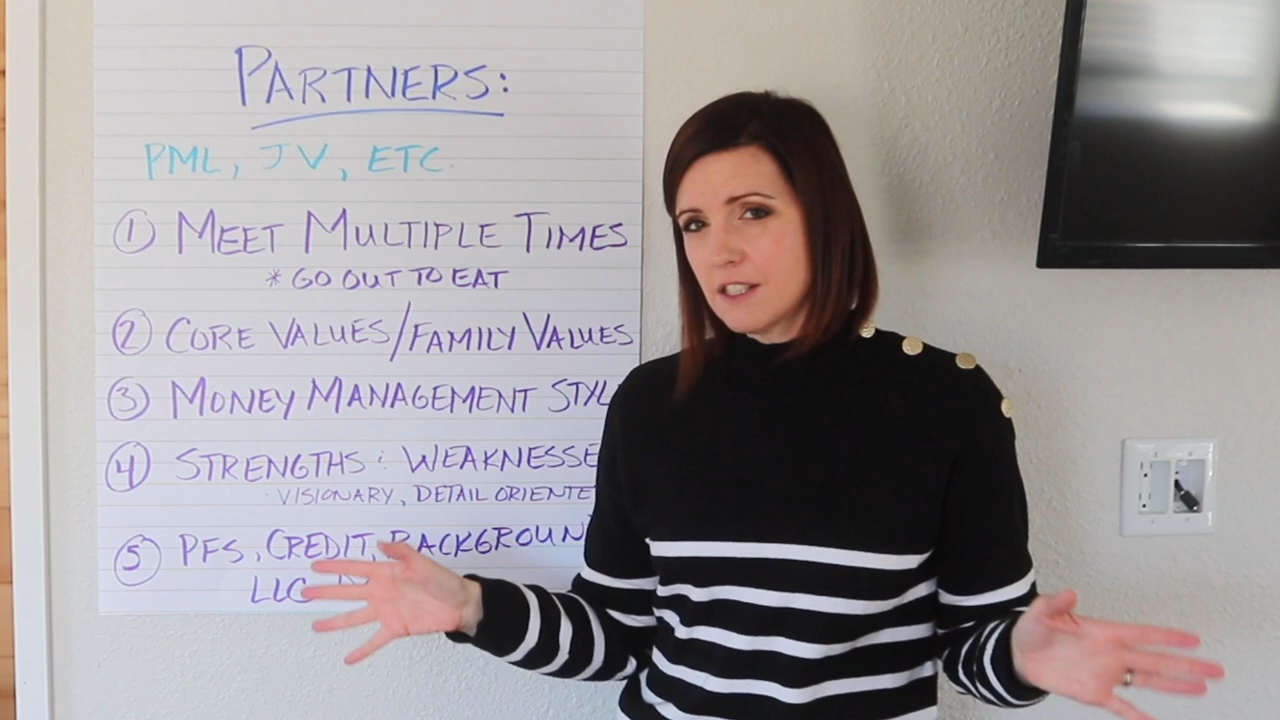 PARTNERS:
PML, JV, ETC.
① MEET MULTIPLE TIMES
* GO OUT TO EAT
② CORE VALUES/FAMILY VALUES
③ MONEY MANAGEMENT STYL
④ STRENGTHS : WEAKNESSE
· VISIONARY, DETAIL ORIENTE
⑤ PFS, CREDIT, BACKGROUN
LLC